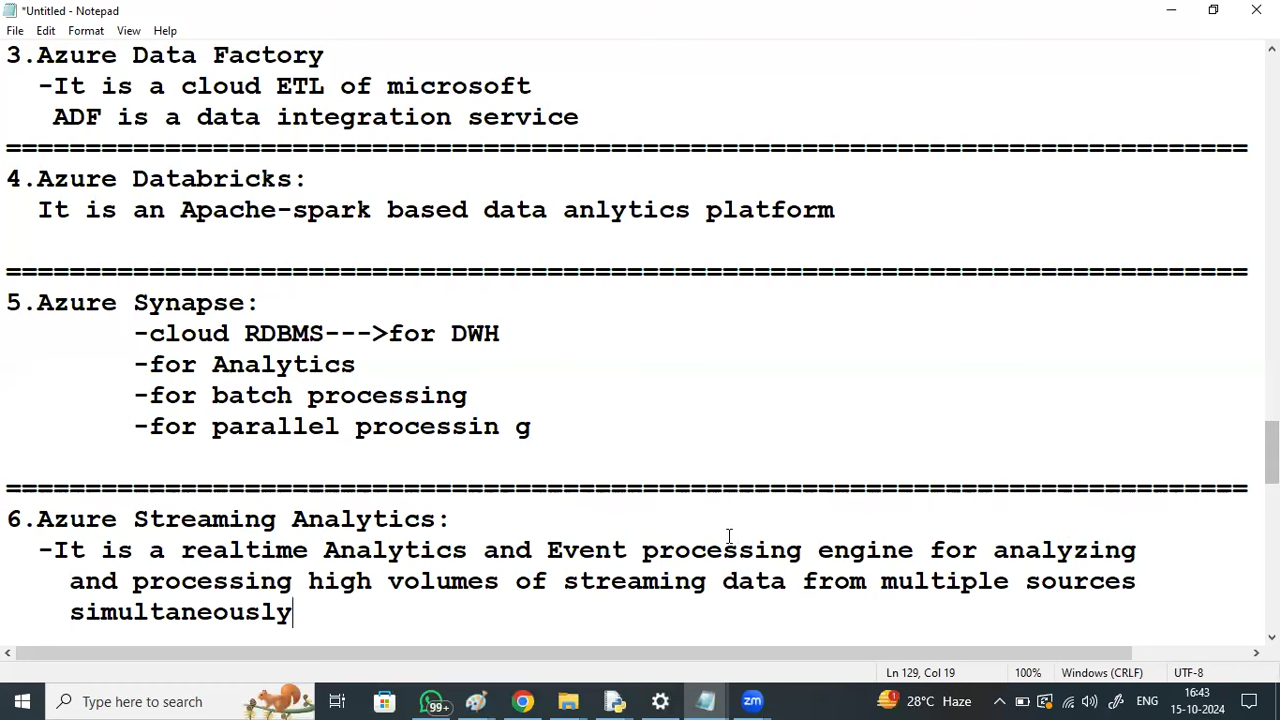 *Untitled - Notepad
File Edit Format View Help
3.Azure Data Factory
-It is a cloud ETL of microsoft
ADF is a data integration service
==============================================================================
4.Azure Databricks:
It is an Apache-spark based data anlytics platform
==============================================================================
5.Azure Synapse:
-cloud RDBMS--->for DWH
-for Analytics
-for batch processing
-for parallel processin g
==============================================================================
6.Azure Streaming Analytics:
-It is a realtime Analytics and Event processing engine for analyzing
and processing high volumes of streaming data from multiple sources
simultaneously
Ln 129, Col 19 100% Windows (CRLF) UTF-8
Type here to search 99+ zm 1 28°C Haze ENG 16:43
15-10-2024